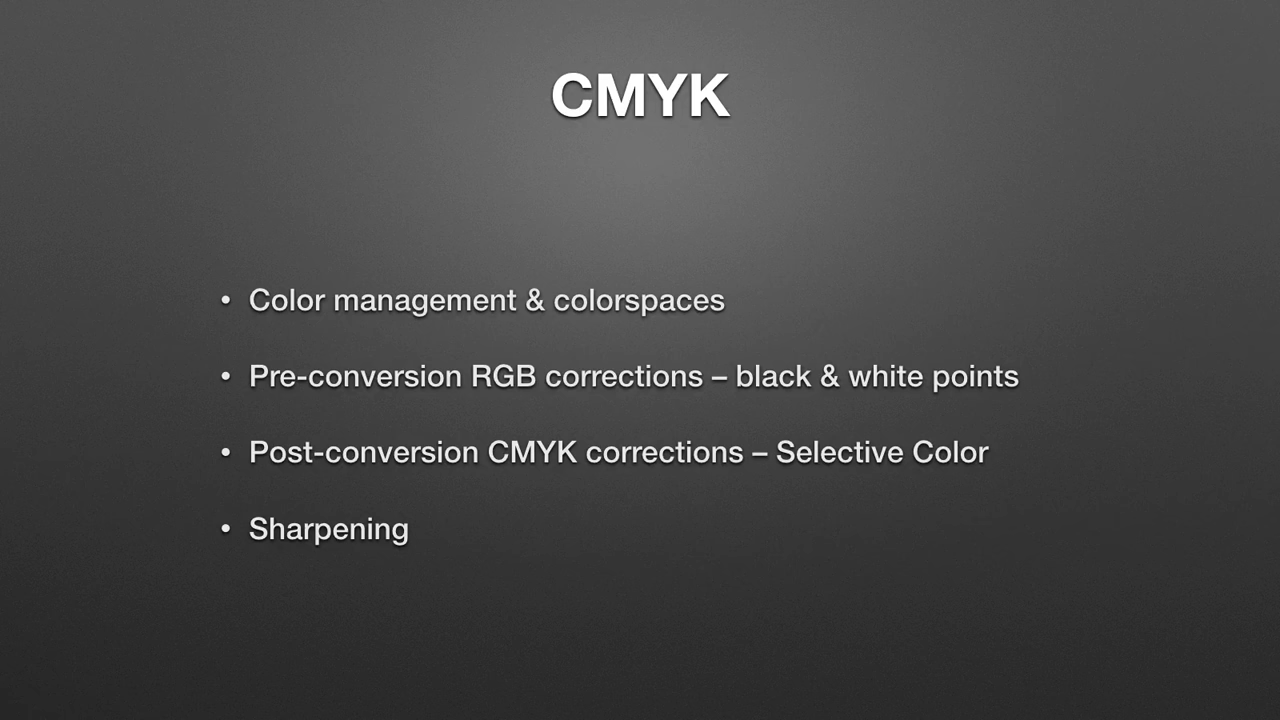 CMYK
• Color management & colorspaces
• Pre-conversion RGB corrections – black & white points
• Post-conversion CMYK corrections – Selective Color
• Sharpening